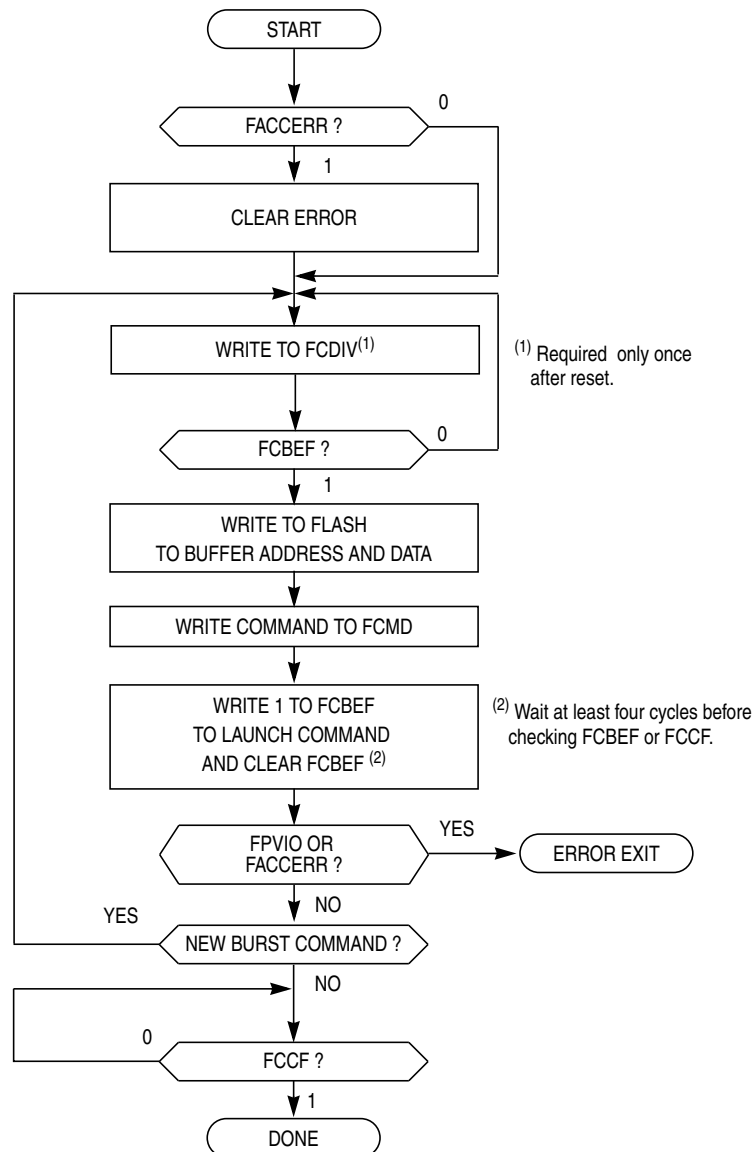 START
0
FACCERR ?
1
CLEAR ERROR
WRITE TO FCDIV(1)
(1) Required only once
after reset.
0
FCBEF ?
1
WRITE TO FLASH
TO BUFFER ADDRESS AND DATA
WRITE COMMAND TO FCMD
WRITE 1 TO FCBEF
TO LAUNCH COMMAND
AND CLEAR FCBEF (2)
(2) Wait at least four cycles before
checking FCBEF or FCCF.
FPVIO OR
FACCERR ?
YES
ERROR EXIT
NO
YES
NEW BURST COMMAND ?
NO
0
FCCF ?
1
DONE